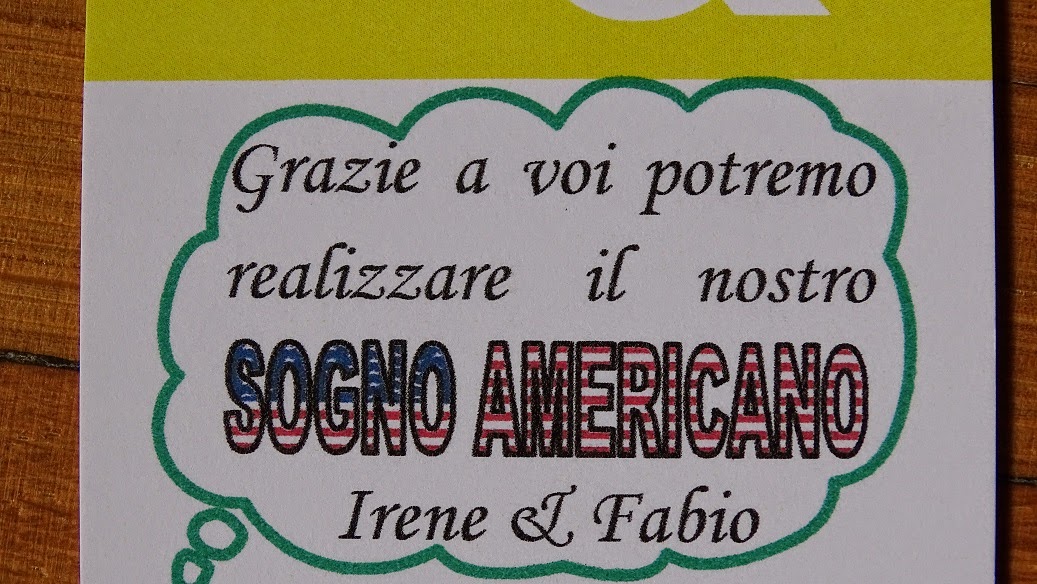 Grazie a voi potremo
realizzare il nostro
SOGNO AMERICANO
Irene & Fabio